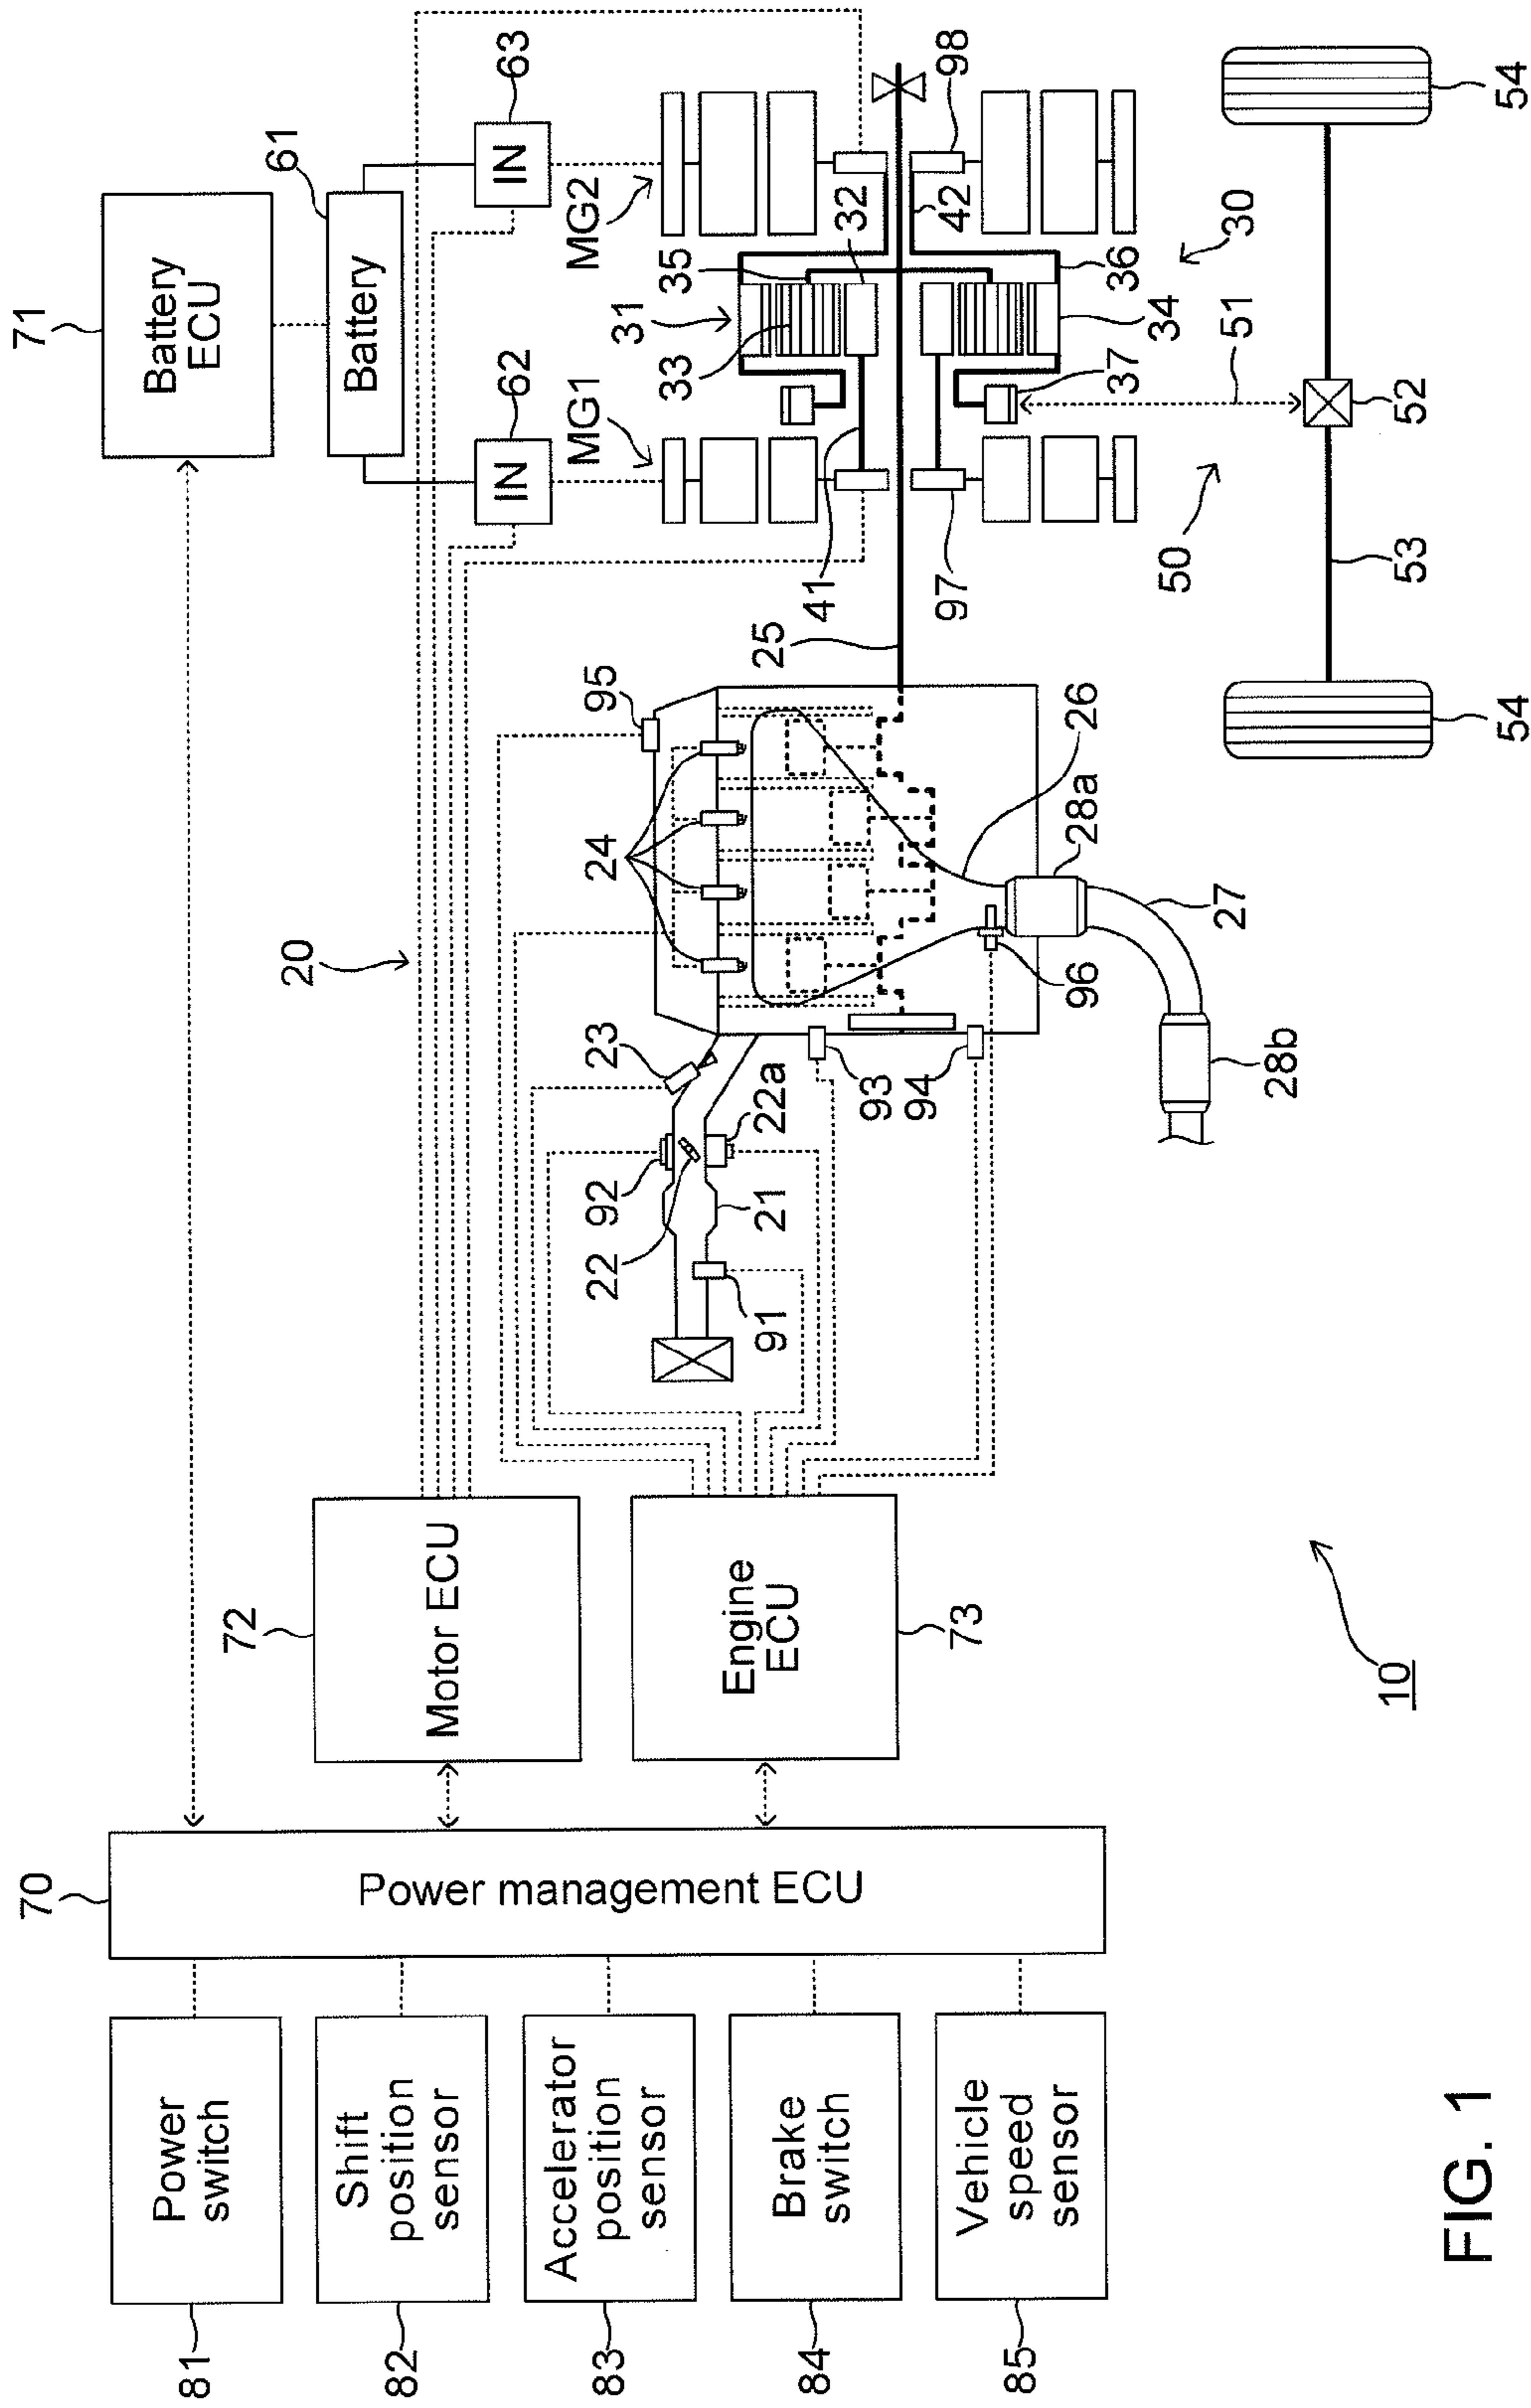 71
Battery
ECU
61
Battery
63
IN
62
IN
MG2
MG1
20
95
24
23
22a
92
22
21
91
93
94
96
26
28a
27
28b
25
41
97
31
33
35
32
42
98
36
30
34
37
51
50
52
53
54
54
72
Motor ECU
73
Engine
ECU
10
70
Power management ECU
Power
switch
81
Shift
position
sensor
82
Accelerator
position
sensor
83
Brake
switch
84
Vehicle
speed
sensor
85
FIG. 1